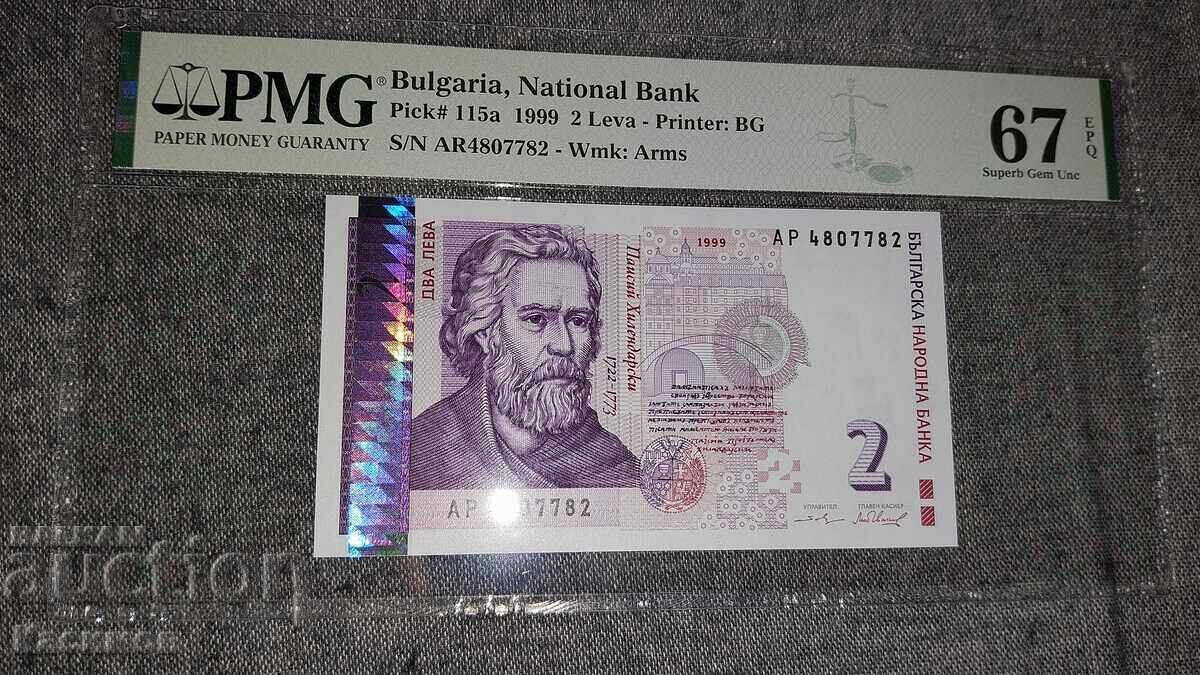 PMG®
PAPER MONEY GUARANTY
Bulgaria, National Bank
Pick# 115a 1999 2 Leva - Printer: BG
S/N AR4807782 - Wmk: Arms
67
EPQ
Superb Gem Unc
ДВА ЛЕВА
Паисий Хилендарски
1722-1773
1999
АР 4807782
БЪЛГАРСКА НАРОДНА БАНКА
2
УПРАВИТЕЛ
ГЛАВЕН КАСИЕР
АР 07782
auction